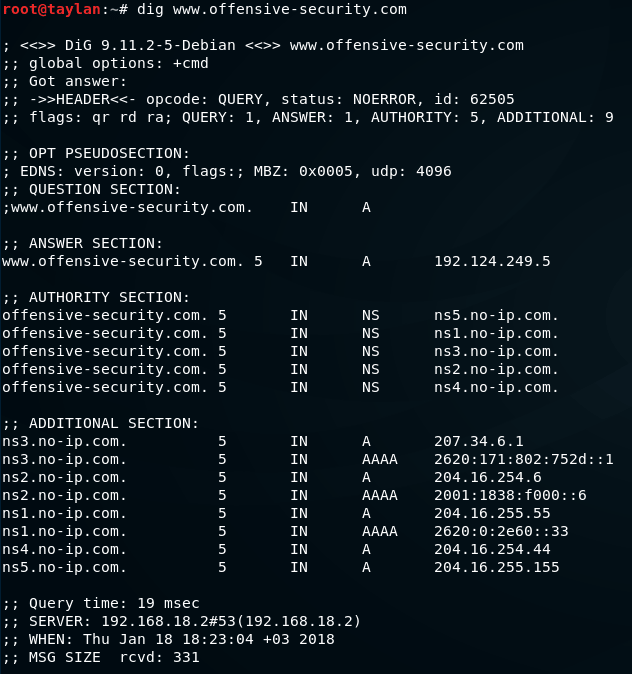 root@taylan:~# dig www.offensive-security.com

; <<>> DiG 9.11.2-5-Debian <<>> www.offensive-security.com
;; global options: +cmd
;; Got answer:
;; ->>HEADER<<- opcode: QUERY, status: NOERROR, id: 62505
;; flags: qr rd ra; QUERY: 1, ANSWER: 1, AUTHORITY: 5, ADDITIONAL: 9

;; OPT PSEUDOSECTION:
; EDNS: version: 0, flags:; MBZ: 0x0005, udp: 4096
;; QUESTION SECTION:
;www.offensive-security.com.    IN      A

;; ANSWER SECTION:
www.offensive-security.com. 5   IN      A       192.124.249.5

;; AUTHORITY SECTION:
offensive-security.com. 5       IN      NS      ns5.no-ip.com.
offensive-security.com. 5       IN      NS      ns1.no-ip.com.
offensive-security.com. 5       IN      NS      ns3.no-ip.com.
offensive-security.com. 5       IN      NS      ns2.no-ip.com.
offensive-security.com. 5       IN      NS      ns4.no-ip.com.

;; ADDITIONAL SECTION:
ns3.no-ip.com.          5       IN      A       207.34.6.1
ns3.no-ip.com.          5       IN      AAAA    2620:171:802:752d::1
ns2.no-ip.com.          5       IN      A       204.16.254.6
ns2.no-ip.com.          5       IN      AAAA    2001:1838:f000::6
ns1.no-ip.com.          5       IN      A       204.16.255.55
ns1.no-ip.com.          5       IN      AAAA    2620:0:2e60::33
ns4.no-ip.com.          5       IN      A       204.16.254.44
ns5.no-ip.com.          5       IN      A       204.16.255.155

;; Query time: 19 msec
;; SERVER: 192.168.18.2#53(192.168.18.2)
;; WHEN: Thu Jan 18 18:23:04 +03 2018
;; MSG SIZE  rcvd: 331